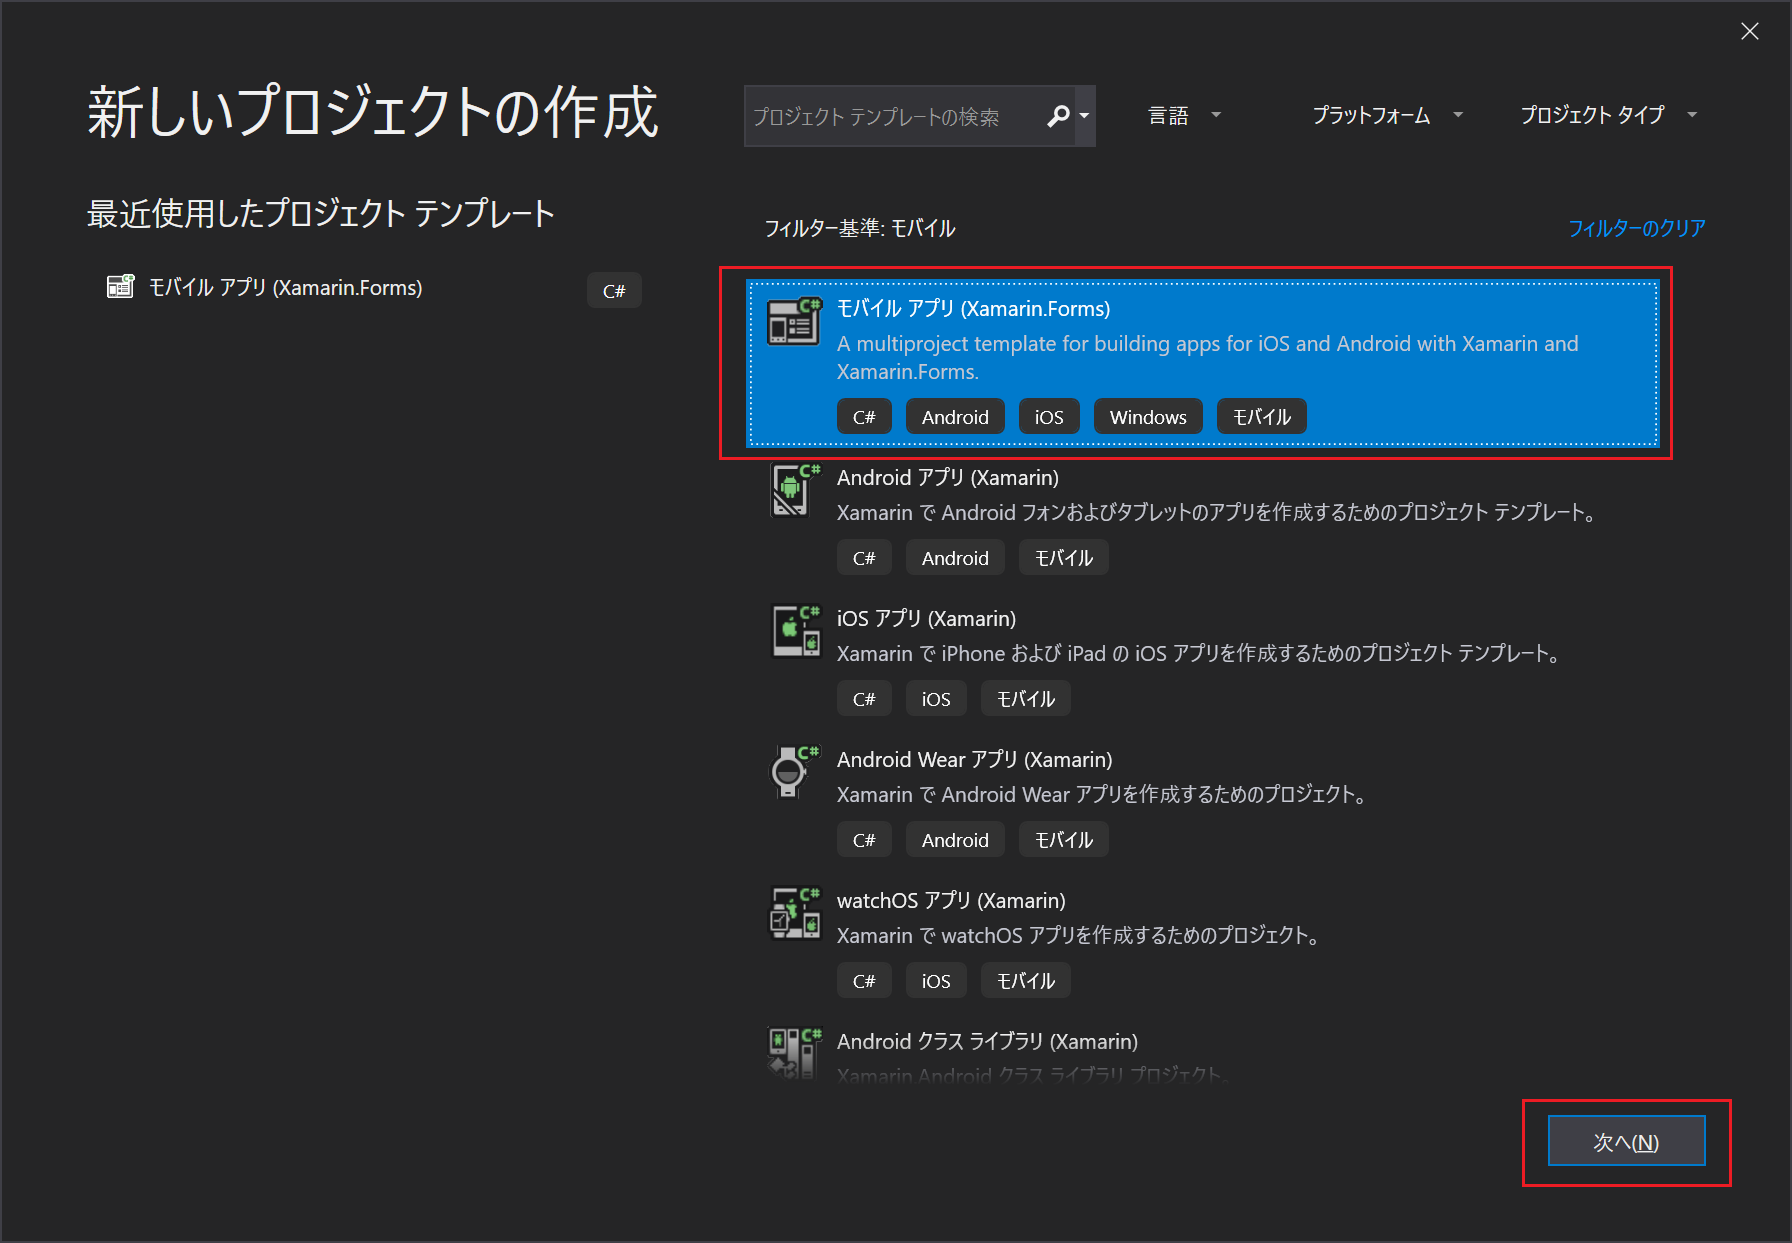 新しいプロジェクトの作成
プロジェクト テンプレートの検索
言語
プラットフォーム
プロジェクト タイプ
最近使用したプロジェクト テンプレート
モバイル アプリ (Xamarin.Forms)
C#
フィルター基準: モバイル
フィルターのクリア
C#
モバイル アプリ (Xamarin.Forms)
A multiproject template for building apps for iOS and Android with Xamarin and
Xamarin.Forms.
C# Android iOS Windows モバイル
C#
Android アプリ (Xamarin)
Xamarin で Android フォンおよびタブレットのアプリを作成するためのプロジェクト テンプレート。
C# Android モバイル
C#
iOS アプリ (Xamarin)
Xamarin で iPhone および iPad の iOS アプリを作成するためのプロジェクト テンプレート。
C# iOS モバイル
C#
Android Wear アプリ (Xamarin)
Xamarin で Android Wear アプリを作成するためのプロジェクト。
C# Android モバイル
C#
watchOS アプリ (Xamarin)
Xamarin で watchOS アプリを作成するためのプロジェクト。
C# iOS モバイル
C#
Android クラス ライブラリ (Xamarin)
Xamarin.Android クラス ライブラリ プロジェクト。
次へ(N)